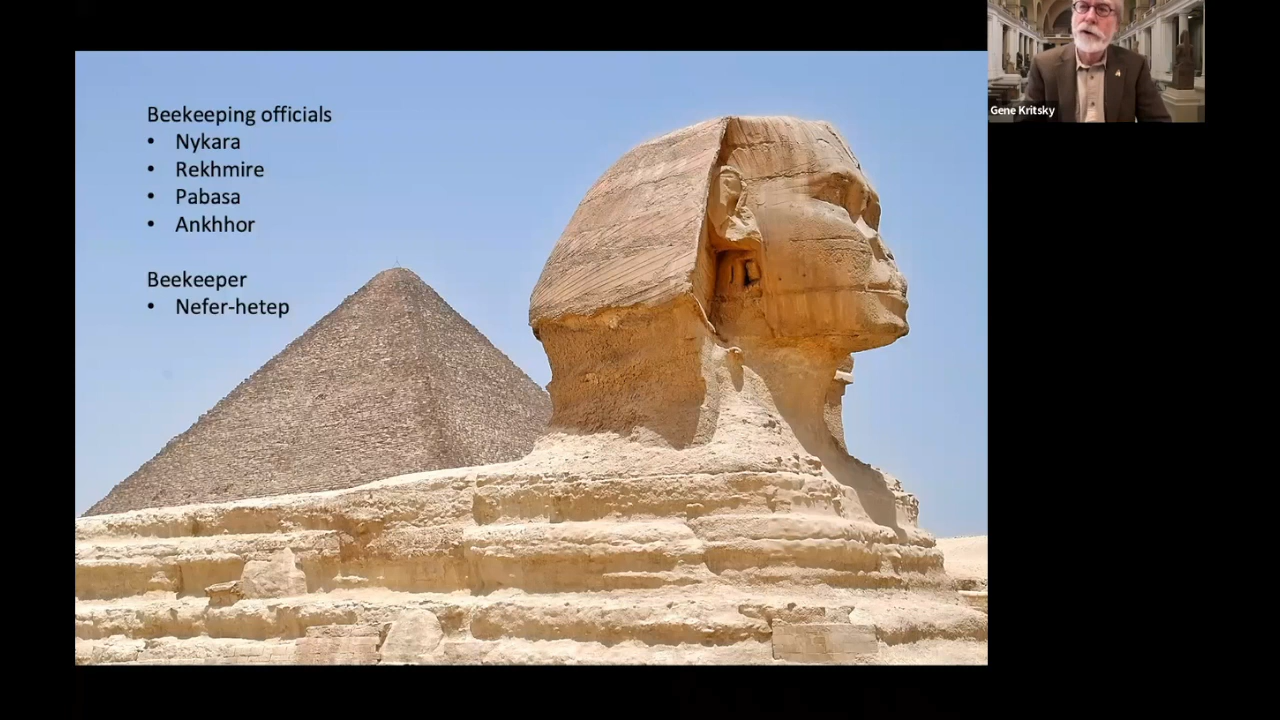 Beekeeping officials
• Nykara
• Rekhmire
• Pabasa
• Ankhhor
Beekeeper
• Nefer-hetep
Gene Kritsky